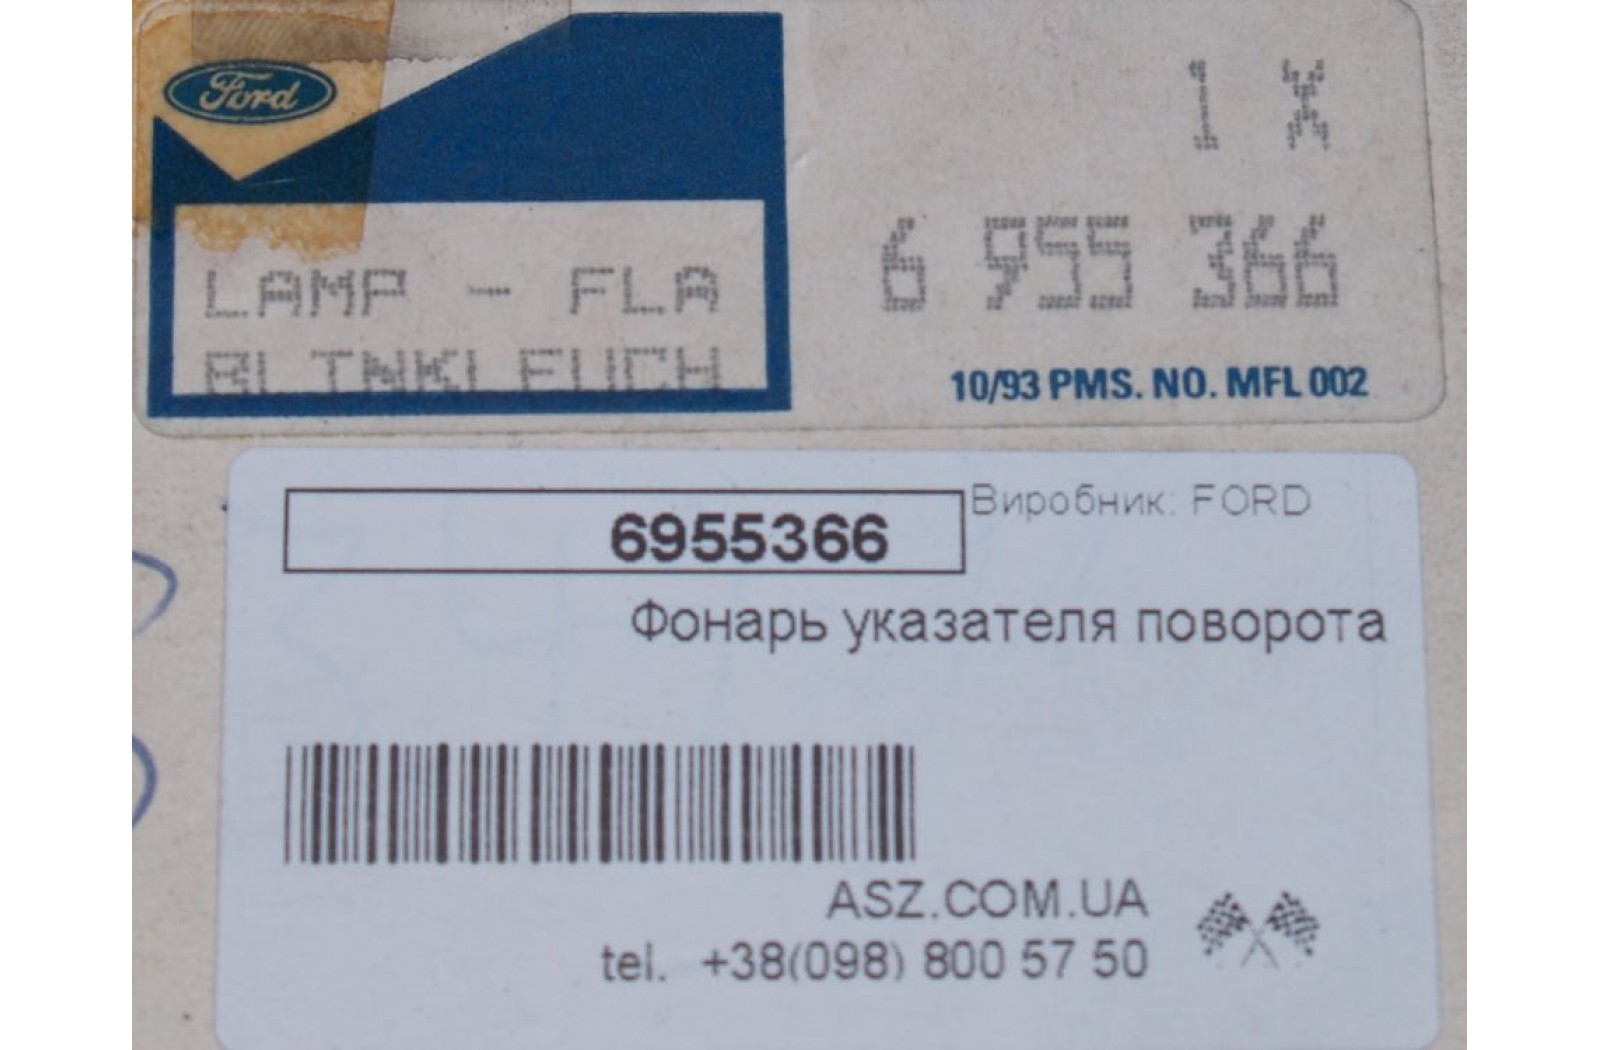 Ford
1 X
6 955 366
LAMP - FLA
BLINKLEUCH
10/93 PMS. NO. MFL 002
6955366
Виробник: FORD
Фонарь указателя поворота
ASZ.COM.UA
tel. +38(098) 800 57 50